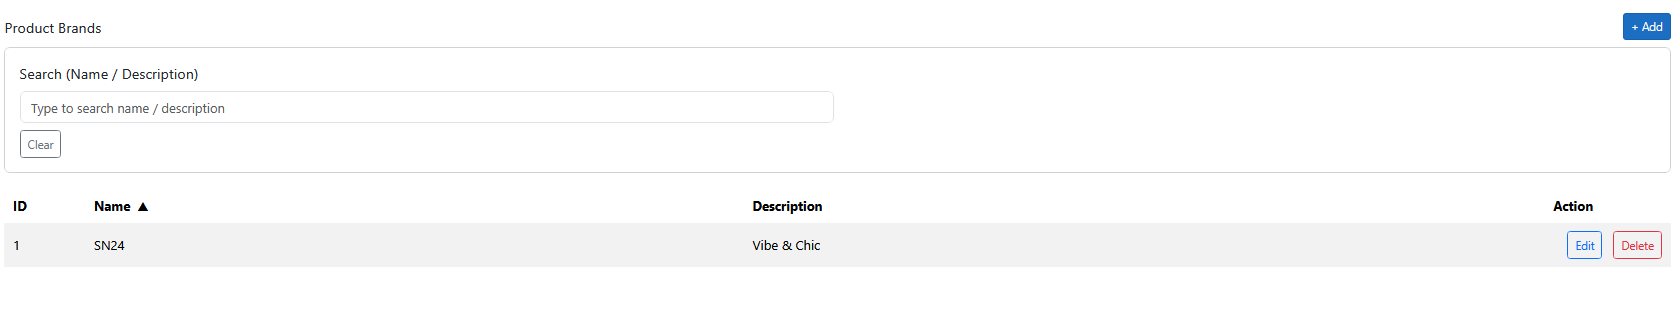 Product Brands
+ Add
Search (Name / Description)
Type to search name / description
Clear
ID Name ▲ Description Action
1 SN24 Vibe & Chic Edit Delete